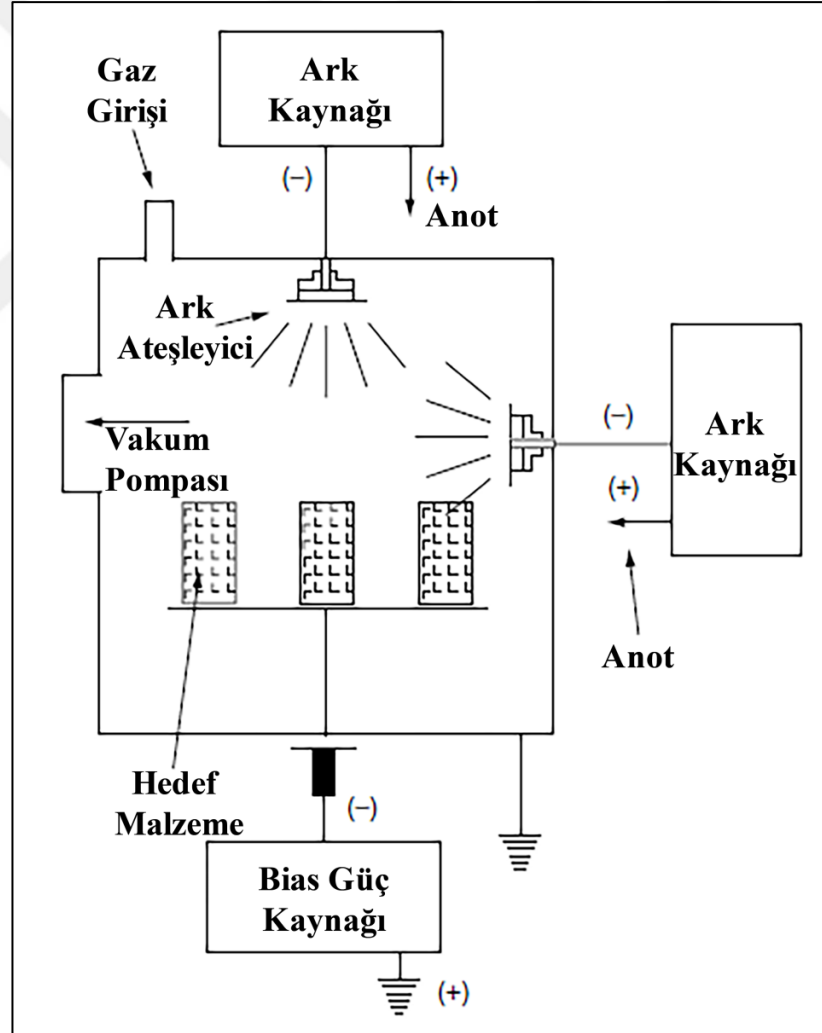 Gaz
Girişi
Ark
Kaynağı
(−)
(+)
Anot
Ark
Ateşleyici
Vakum
Pompası
(−)
(+)
Ark
Kaynağı
Anot
Hedef
Malzeme
(−)
Bias Güç
Kaynağı
(+)